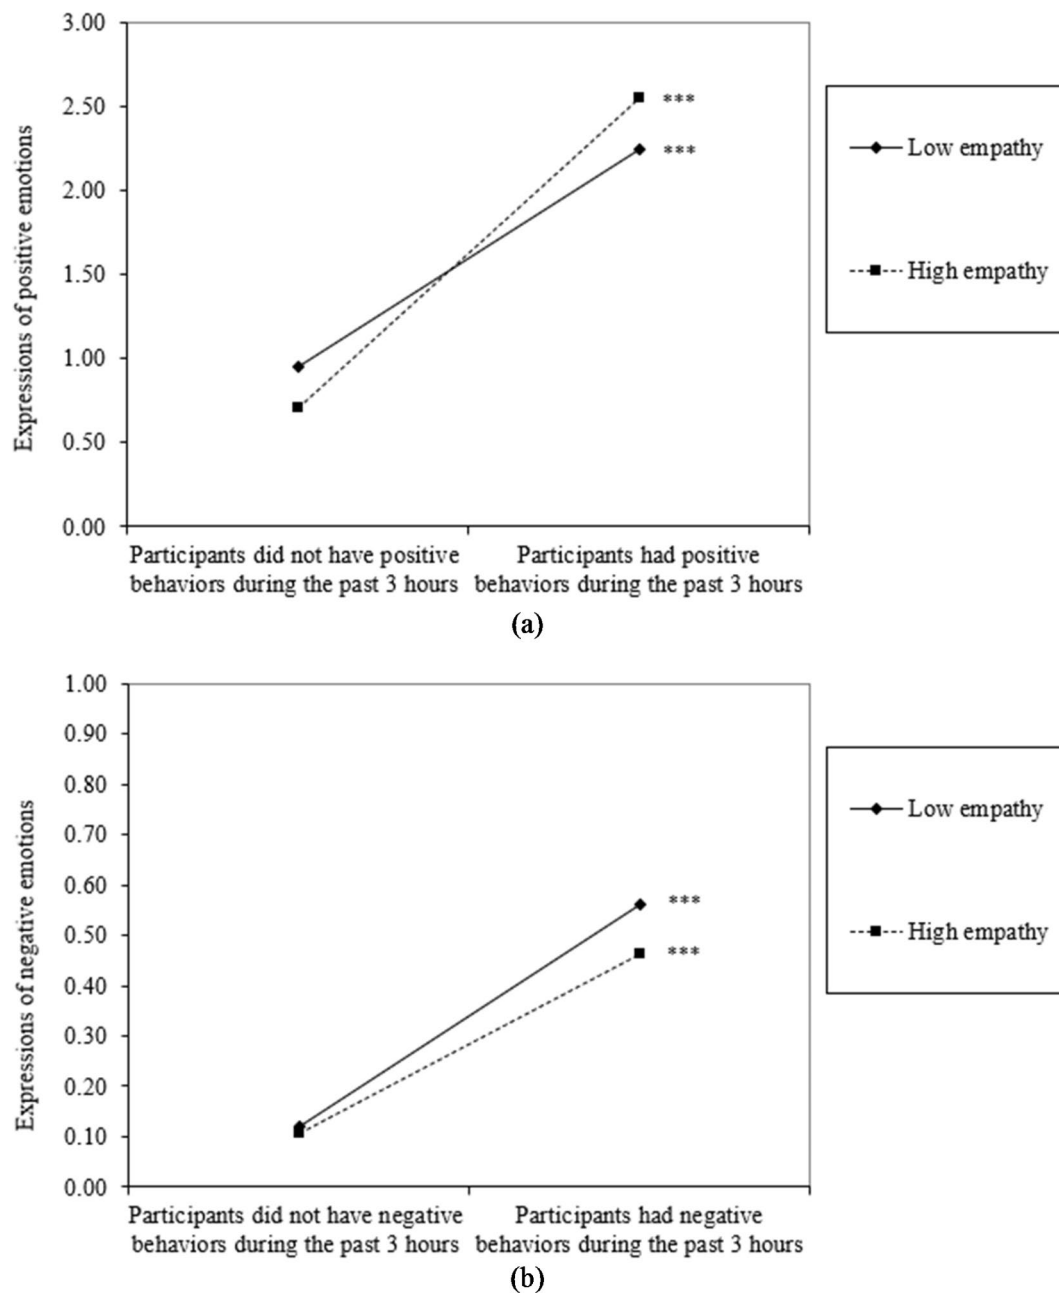 3.00
2.50
2.00
1.50
1.00
0.50
0.00
Expressions of positive emotions
***
***
Low empathy
High empathy
Participants did not have positive
behaviors during the past 3 hours
Participants had positive
behaviors during the past 3 hours
(a)
1.00
0.90
0.80
0.70
0.60
0.50
0.40
0.30
0.20
0.10
0.00
Expressions of negative emotions
***
***
Low empathy
High empathy
Participants did not have negative
behaviors during the past 3 hours
Participants had negative
behaviors during the past 3 hours
(b)